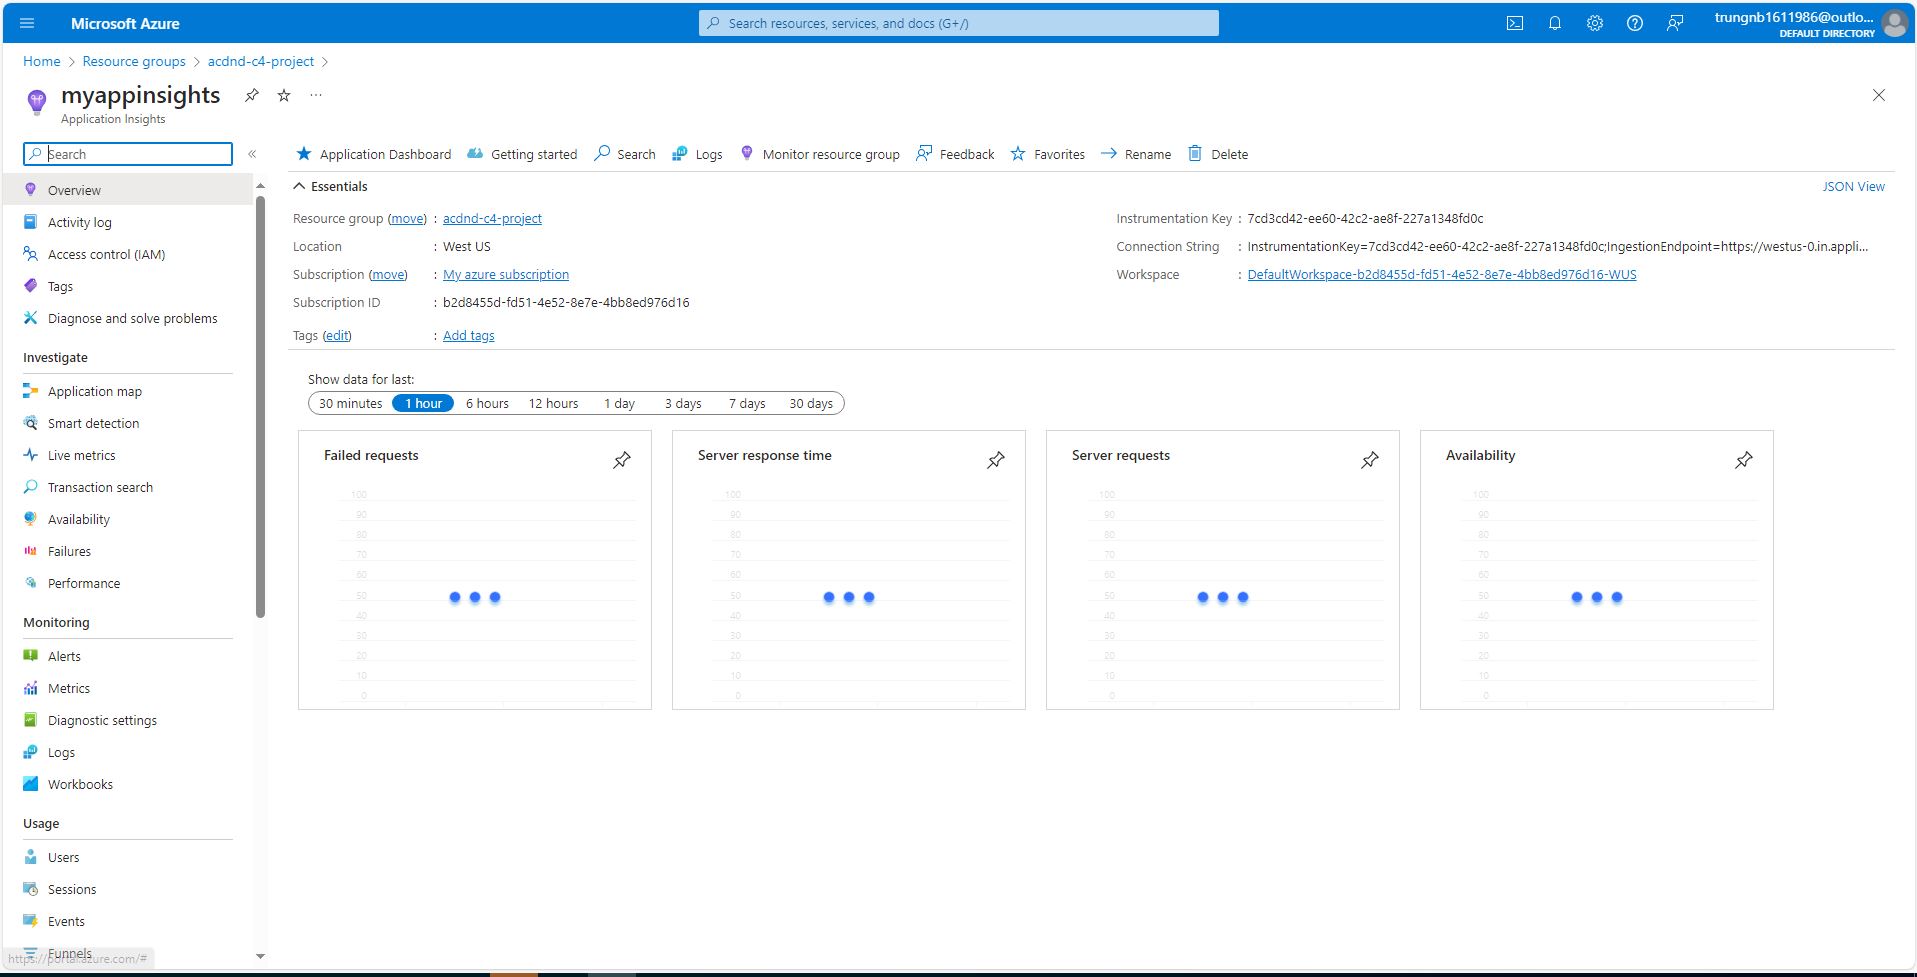 Microsoft Azure
Search resources, services, and docs (G+/)
trungnb1611986@outlo...
DEFAULT DIRECTORY
Home > Resource groups > acdnd-c4-project >
myappinsights
Application Insights
Search
Application Dashboard Getting started Search Logs Monitor resource group Feedback Favorites Rename Delete
Overview
Activity log
Access control (IAM)
Tags
Diagnose and solve problems
Investigate
Application map
Smart detection
Live metrics
Transaction search
Availability
Failures
Performance
Monitoring
Alerts
Metrics
Diagnostic settings
Logs
Workbooks
Usage
Users
Sessions
Events
Funnels
https://portal.azure.com/#
Essentials
JSON View
Resource group (move) : acdnd-c4-project
Location : West US
Subscription (move) : My azure subscription
Subscription ID : b2d8455d-fd51-4e52-8e7e-4bb8ed976d16
Tags (edit) : Add tags
Instrumentation Key : 7cd3cd42-ee60-42c2-ae8f-227a1348fd0c
Connection String : InstrumentationKey=7cd3cd42-ee60-42c2-ae8f-227a1348fd0c;IngestionEndpoint=https://westus-0.in.appli...
Workspace : DefaultWorkspace-b2d8455d-fd51-4e52-8e7e-4bb8ed976d16-WUS
Show data for last:
30 minutes 1 hour 6 hours 12 hours 1 day 3 days 7 days 30 days
Failed requests
100
90
80
70
60
50
40
30
20
10
0
Server response time
100
90
80
70
60
50
40
30
20
10
0
Server requests
100
90
80
70
60
50
40
30
20
10
0
Availability
100
90
80
70
60
50
40
30
20
10
0